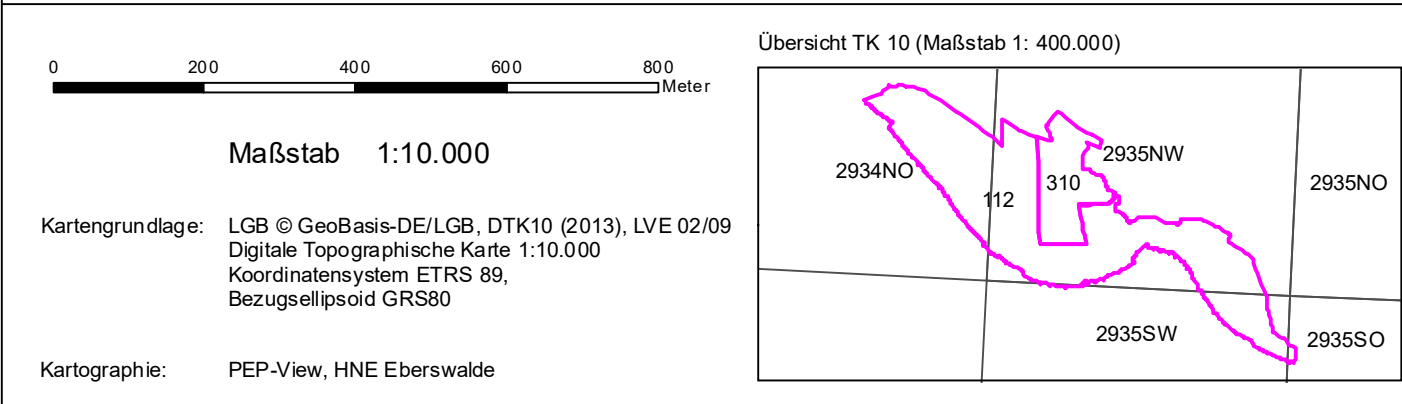 0 200 400 600 800
Meter
Maßstab 1:10.000
Kartengrundlage: LGB © GeoBasis-DE/LGB, DTK10 (2013), LVE 02/09
Digitale Topographische Karte 1:10.000
Koordinatensystem ETRS 89,
Bezugsellipsoid GRS80
Kartographie: PEP-View, HNE Eberswalde
Übersicht TK 10 (Maßstab 1: 400.000)
2935NW
2934NO
310
2935NO
112
2935SW
2935SO